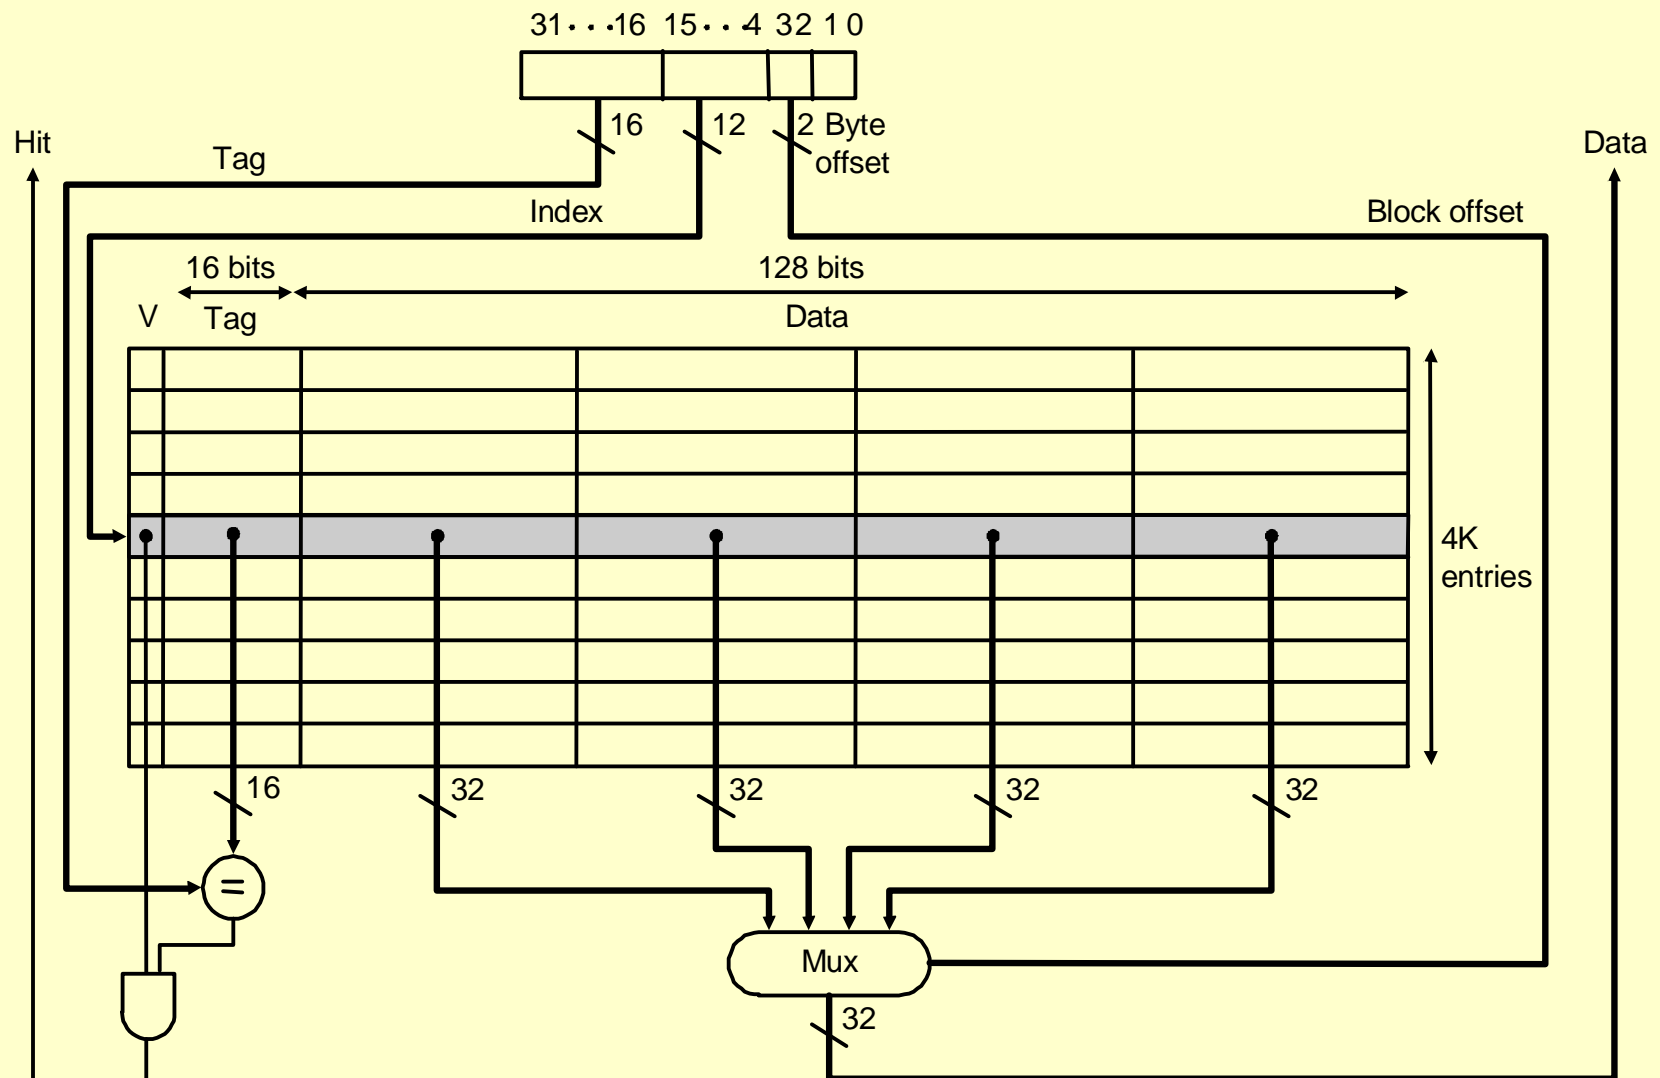 31···16 15···4 32 1 0
16 12 2 Byte
offset
Hit
Data
Tag
Index
Block offset
16 bits
128 bits
V
Tag
Data
4K
entries
16 32 32 32 32
=
Mux
32